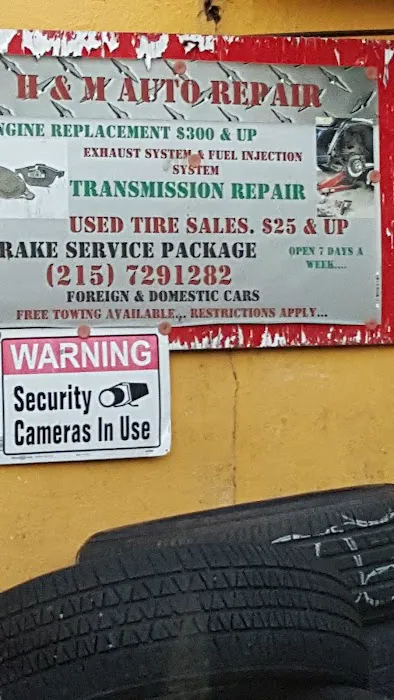 H & M AUTO REPAIR
NGINE REPLACEMENT $300 & UP
EXHAUST SYSTEM & FUEL INJECTION
SYSTEM
TRANSMISSION REPAIR
USED TIRE SALES. $25 & UP
RAKE SERVICE PACKAGE
OPEN 7 DAYS A
WEEK....
(215) 7291282
FOREIGN & DOMESTIC CARS
FREE TOWING AVAILABLE... RESTRICTIONS APPLY...
WARNING
Security
Cameras In Use